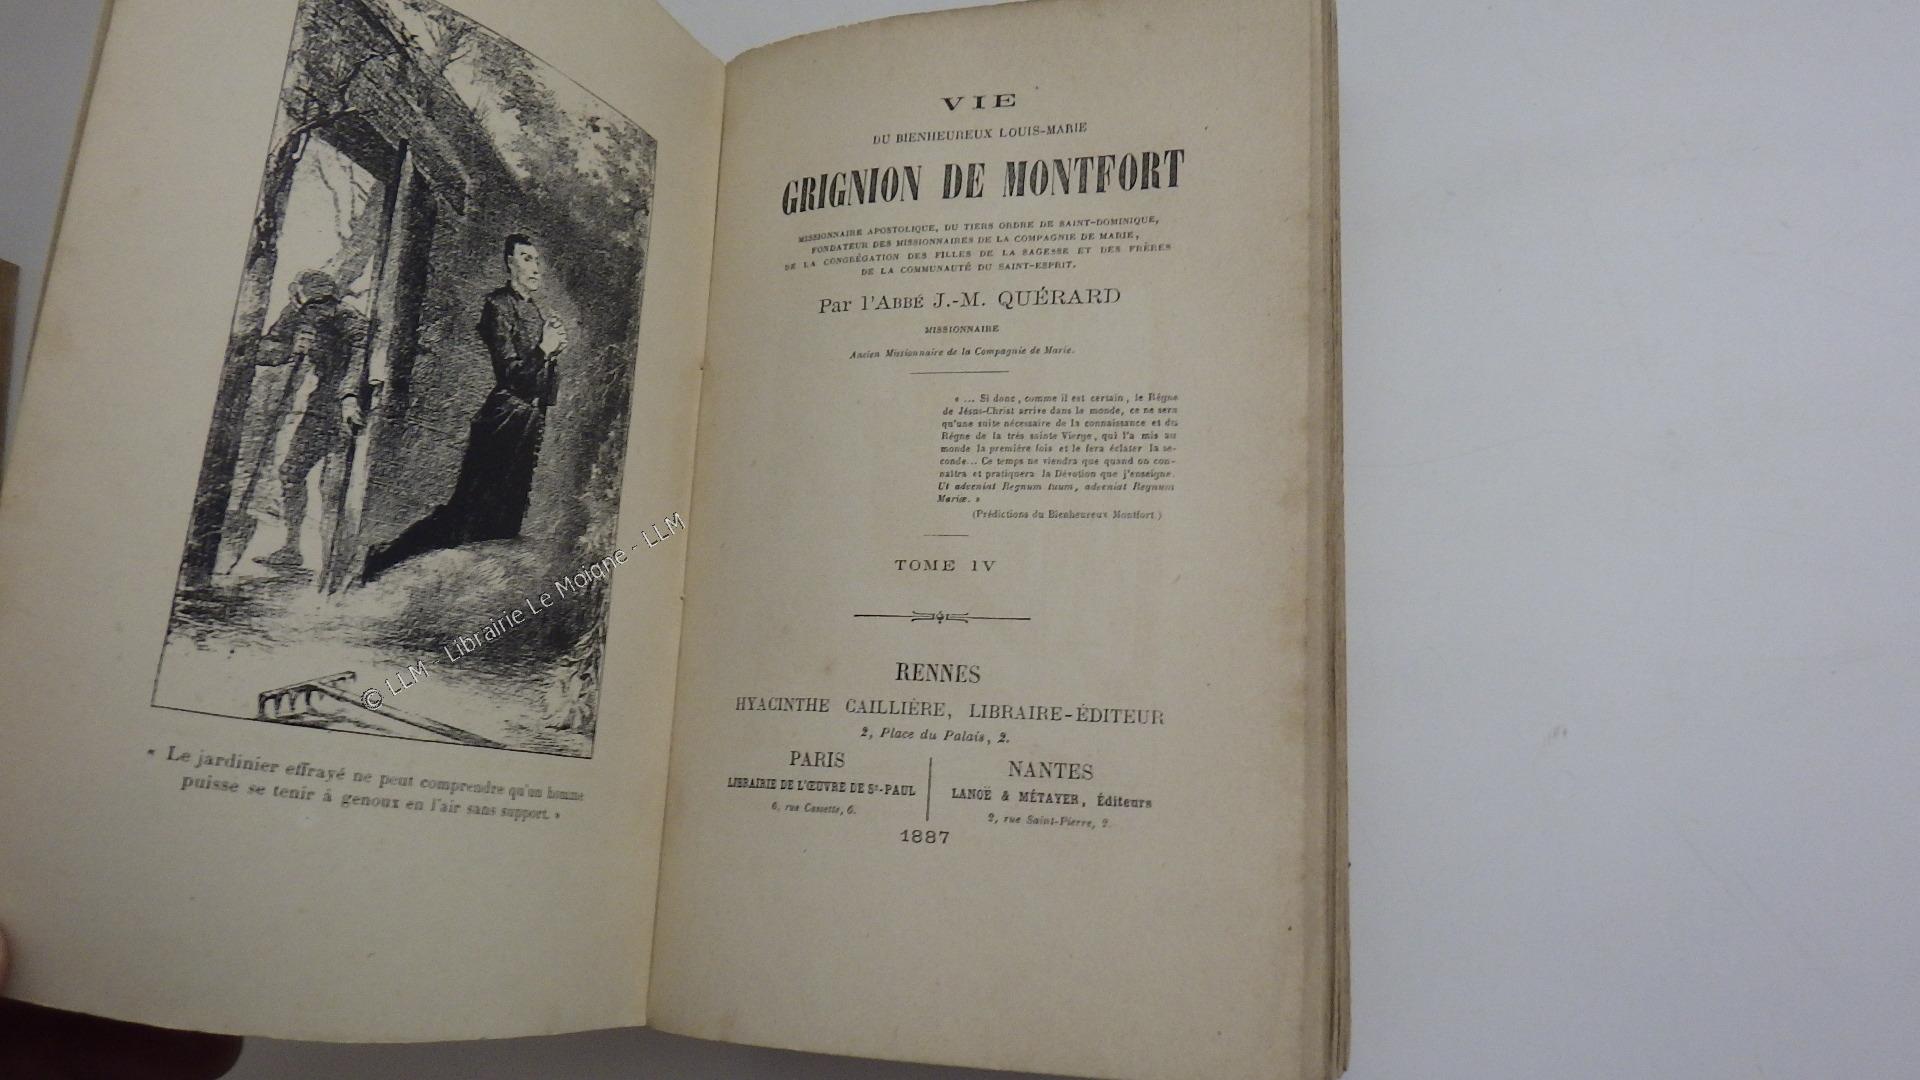 « Le jardinier effrayé ne peut comprendre qu'un homme
puisse se tenir à genoux en l'air sans support. »
© LLM - Librairie Le Moigne - LLM
VIE
DU BIENHEUREUX LOUIS-MARIE
GRIGNION DE MONTFORT
MISSIONNAIRE APOSTOLIQUE, DU TIERS ORDRE DE SAINT-DOMINIQUE,
FONDATEUR DES MISSIONNAIRES DE LA COMPAGNIE DE MARIE,
DE LA CONGRÉGATION DES FILLES DE LA SAGESSE ET DES FRÈRES
DE LA COMMUNAUTÉ DU SAINT-ESPRIT.
Par l'ABBÉ J.-M. QUÉRARD
MISSIONNAIRE
Ancien Missionnaire de la Compagnie de Marie.
« ... Si donc, comme il est certain, le Règne
de Jésus-Christ arrive dans le monde, ce ne sera
qu'une suite nécessaire de la connaissance et du
Règne de la très sainte Vierge, qui l'a mis au
monde la première fois et le fera éclater la se-
conde... Ce temps ne viendra que quand on con-
naîtra et pratiquera la Dévotion que j'enseigne.
Ut adveniat Regnum tuum, adveniat Regnum
Mariæ. »
(Prédictions du Bienheureux Montfort.)
TOME IV
RENNES
HYACINTHE CAILLIÈRE, LIBRAIRE-ÉDITEUR
2, Place du Palais, 2.
PARIS
LIBRAIRIE DE L'ŒUVRE DE St-PAUL
6, rue Cassette, 6.
NANTES
LANOË & MÉTAYER, Éditeurs
2, rue Saint-Pierre, 2.
1887